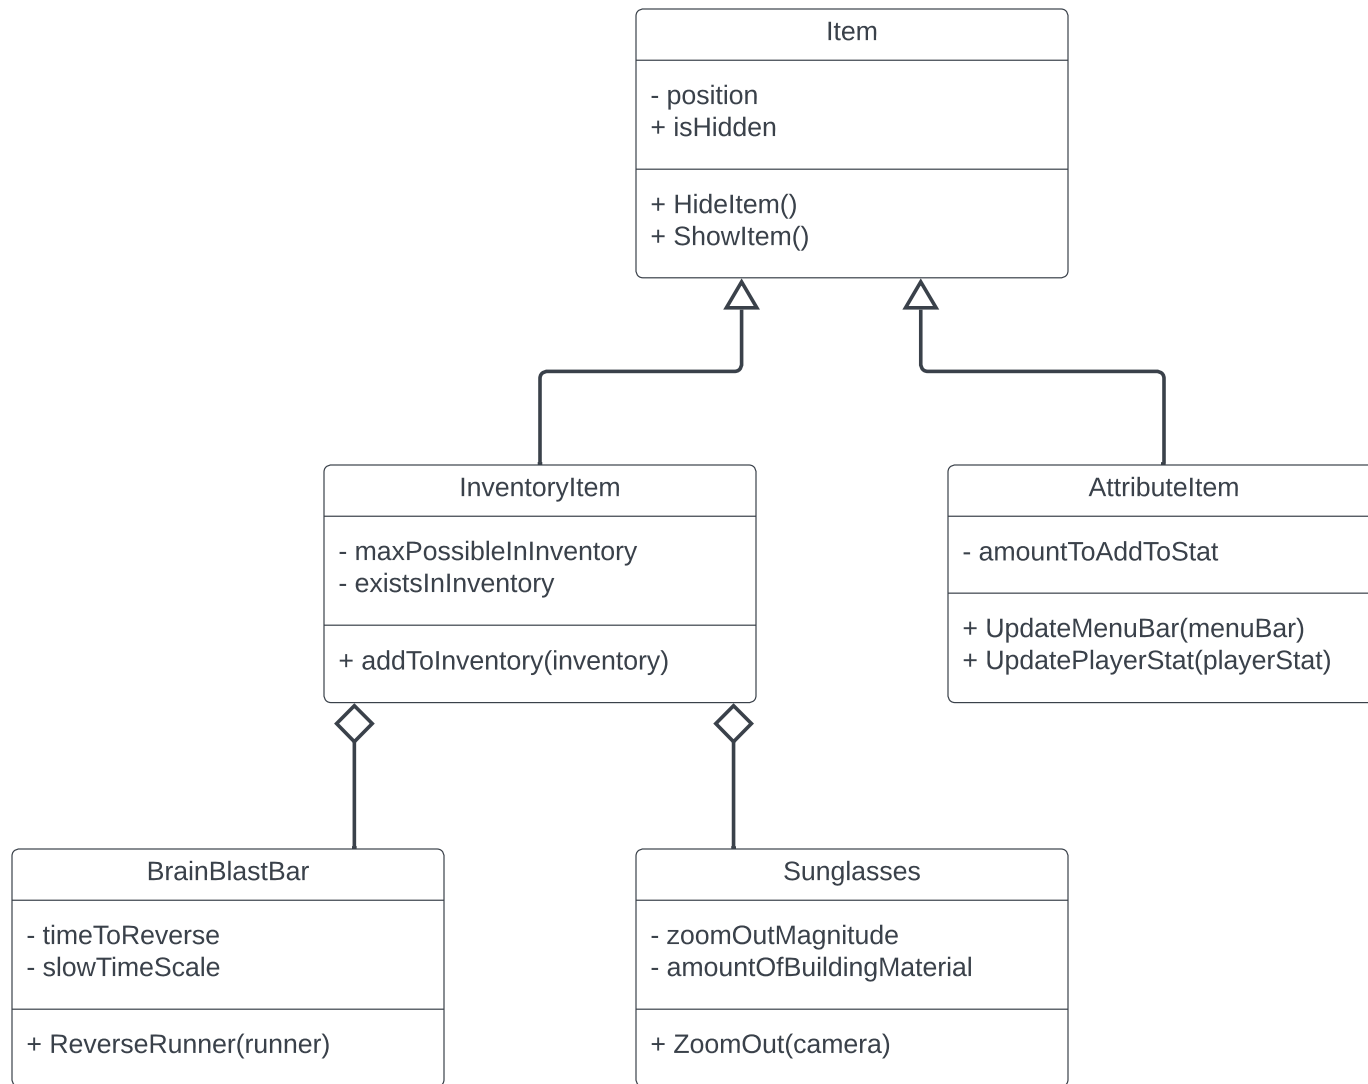 Item
- position
+ isHidden
+ HideItem()
+ ShowItem()
InventoryItem
- maxPossibleInInventory
- existsInInventory
+ addToInventory(inventory)
AttributeItem
- amountToAddToStat
+ UpdateMenuBar(menuBar)
+ UpdatePlayerStat(playerStat)
BrainBlastBar
- timeToReverse
- slowTimeScale
+ ReverseRunner(runner)
Sunglasses
- zoomOutMagnitude
- amountOfBuildingMaterial
+ ZoomOut(camera)